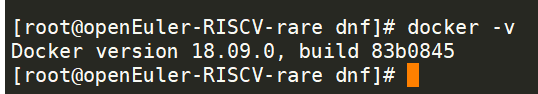 [root@openEuler-RISCV-rare dnf]# docker -v
Docker version 18.09.0, build 83b0845
[root@openEuler-RISCV-rare dnf]#